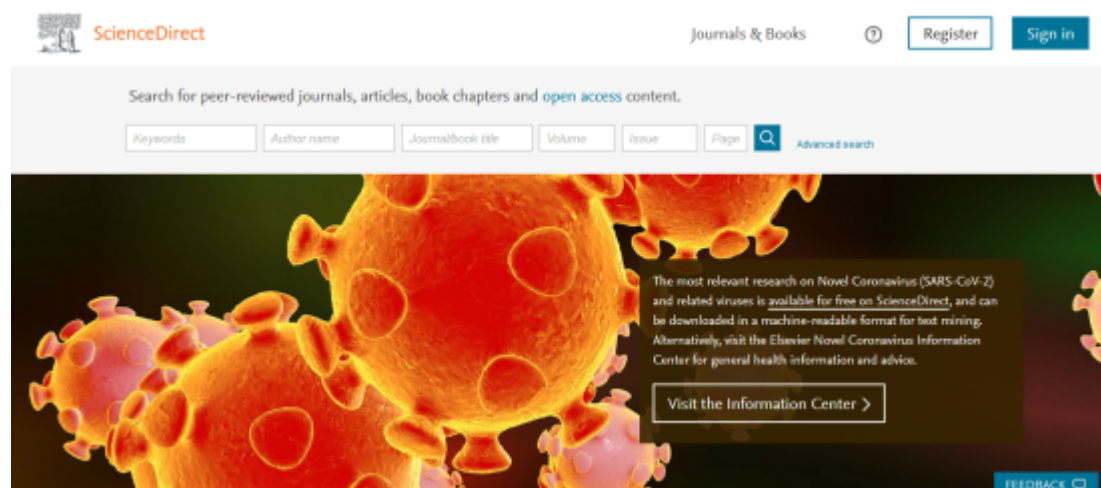 ScienceDirect
Journals & Books
Register
Sign in
Search for peer-reviewed journals, articles, book chapters and open access content.
Keywords
Author name
Journal/book title
Volume
Issue
Page
Advanced search
The most relevant research on Novel Coronavirus (SARS-CoV-2)
and related viruses is available for free on ScienceDirect, and can
be downloaded in a machine-readable format for text mining.
Alternatively, visit the Elsevier Novel Coronavirus Information
Center for general health information and advice.
Visit the Information Center >
FEEDBACK